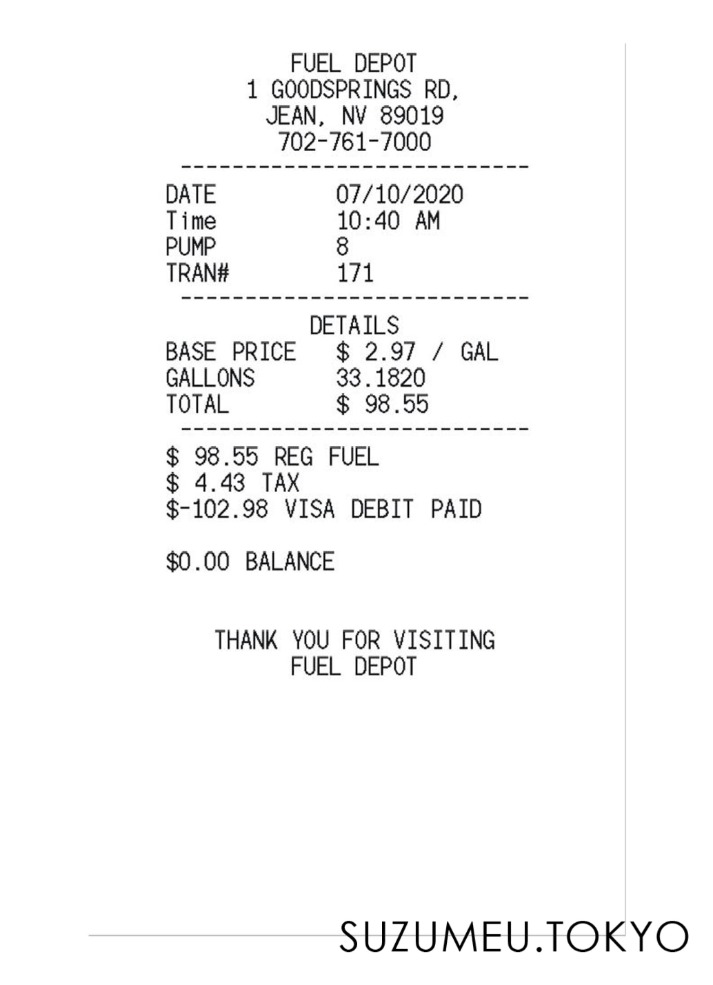 FUEL DEPOT
1 GOODSPRINGS RD,
JEAN, NV 89019
702-761-7000
---------------------------
DATE 07/10/2020
Time 10:40 AM
PUMP 8
TRAN# 171
---------------------------
DETAILS
BASE PRICE $ 2.97 / GAL
GALLONS 33.1820
TOTAL $ 98.55
---------------------------
$ 98.55 REG FUEL
$ 4.43 TAX
$-102.98 VISA DEBIT PAID
$0.00 BALANCE
THANK YOU FOR VISITING
FUEL DEPOT
SUZUMEU.TOKYO